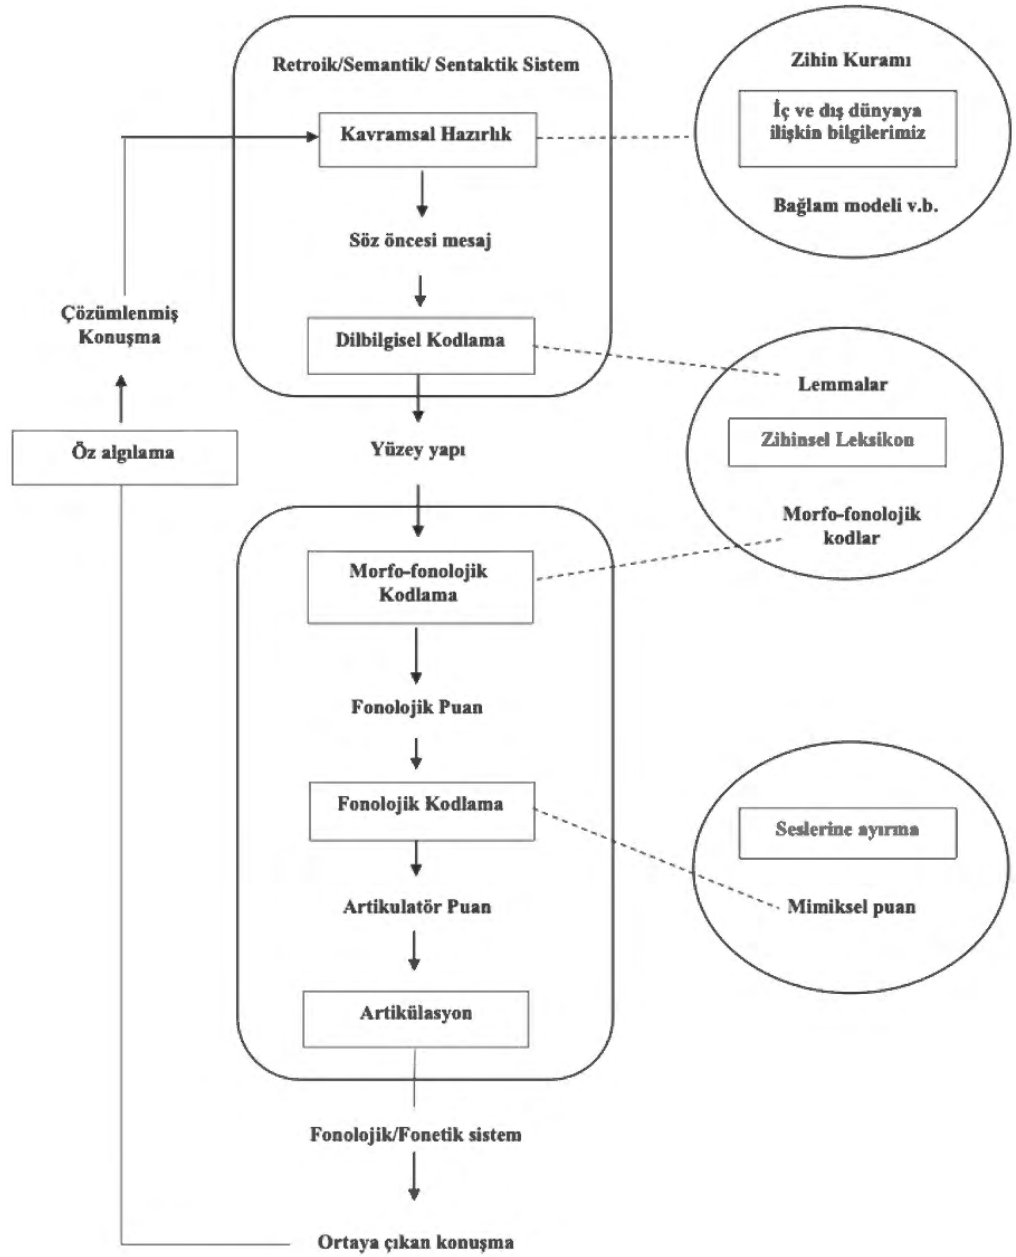 Retroik/Semantik/ Sentaktik Sistem
Kavramsal Hazırlık
Söz öncesi mesaj
Dilbilgisel Kodlama
Yüzey yapı
Morfo-fonolojik
Kodlama
Fonolojik Puan
Fonolojik Kodlama
Artikulatör Puan
Artikülasyon
Fonolojik/Fonetik sistem
Ortaya çıkan konuşma
Çözümlenmiş
Konuşma
Öz algılama
Zihin Kuramı
İç ve dış dünyaya
ilişkin bilgilerimiz
Bağlam modeli v.b.
Lemmalar
Zihinsel Leksikon
Morfo-fonolojik
kodlar
Seslerine ayırma
Mimiksel puan